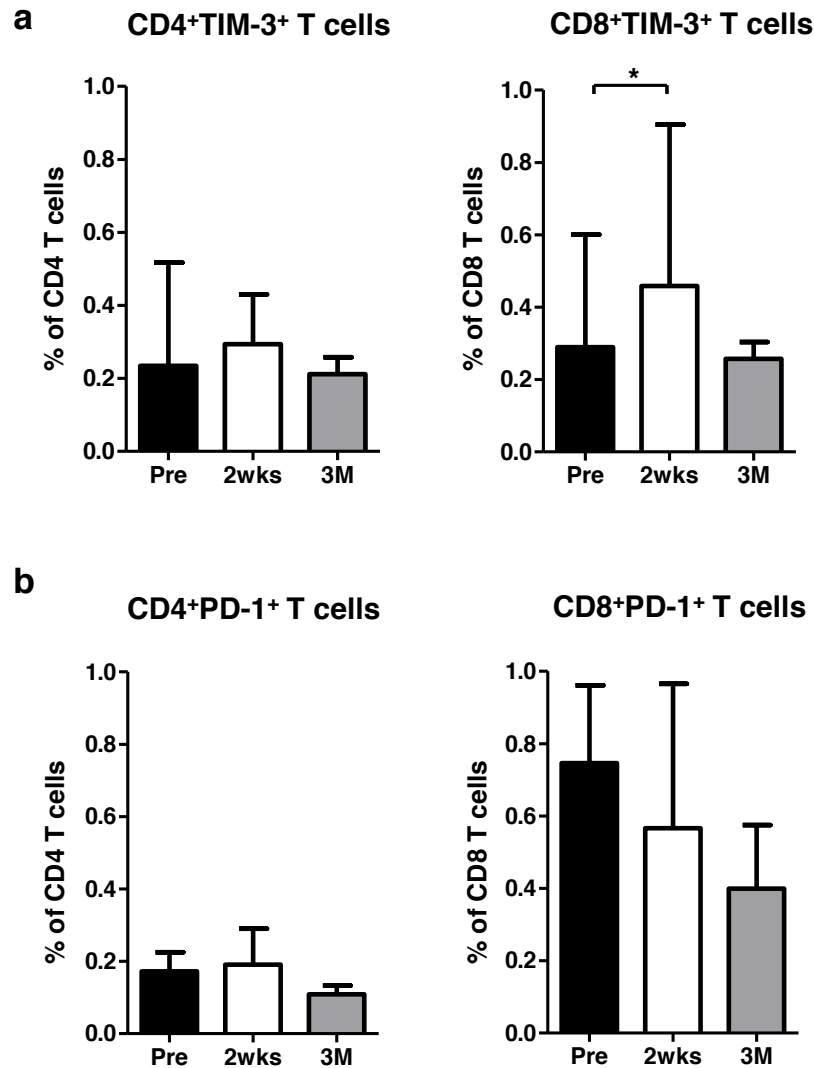 a
CD4⁺TIM-3⁺ T cells
% of CD4 T cells
1.0
0.8
0.6
0.4
0.2
0.0
Pre 2wks 3M
CD8⁺TIM-3⁺ T cells
*
% of CD8 T cells
1.0
0.8
0.6
0.4
0.2
0.0
Pre 2wks 3M
b
CD4⁺PD-1⁺ T cells
% of CD4 T cells
1.0
0.8
0.6
0.4
0.2
0.0
Pre 2wks 3M
CD8⁺PD-1⁺ T cells
% of CD8 T cells
1.0
0.8
0.6
0.4
0.2
0.0
Pre 2wks 3M